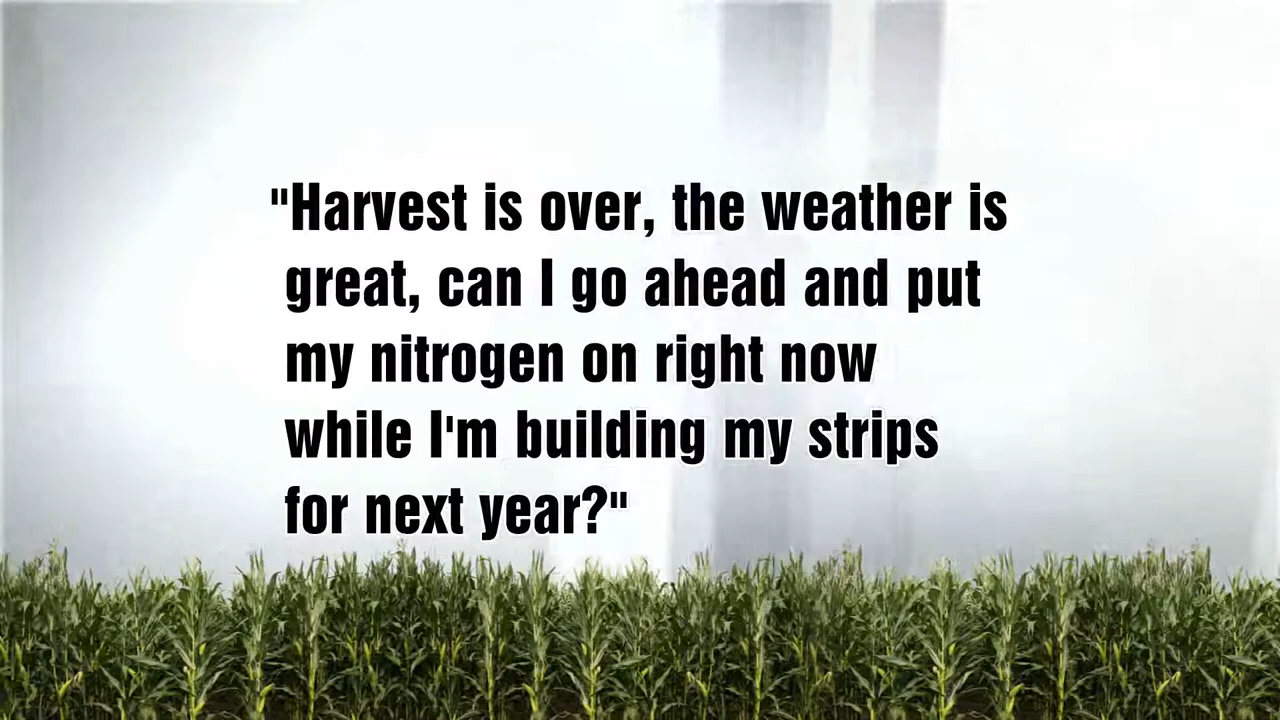 "Harvest is over, the weather is
great, can I go ahead and put
my nitrogen on right now
while I'm building my strips
for next year?"